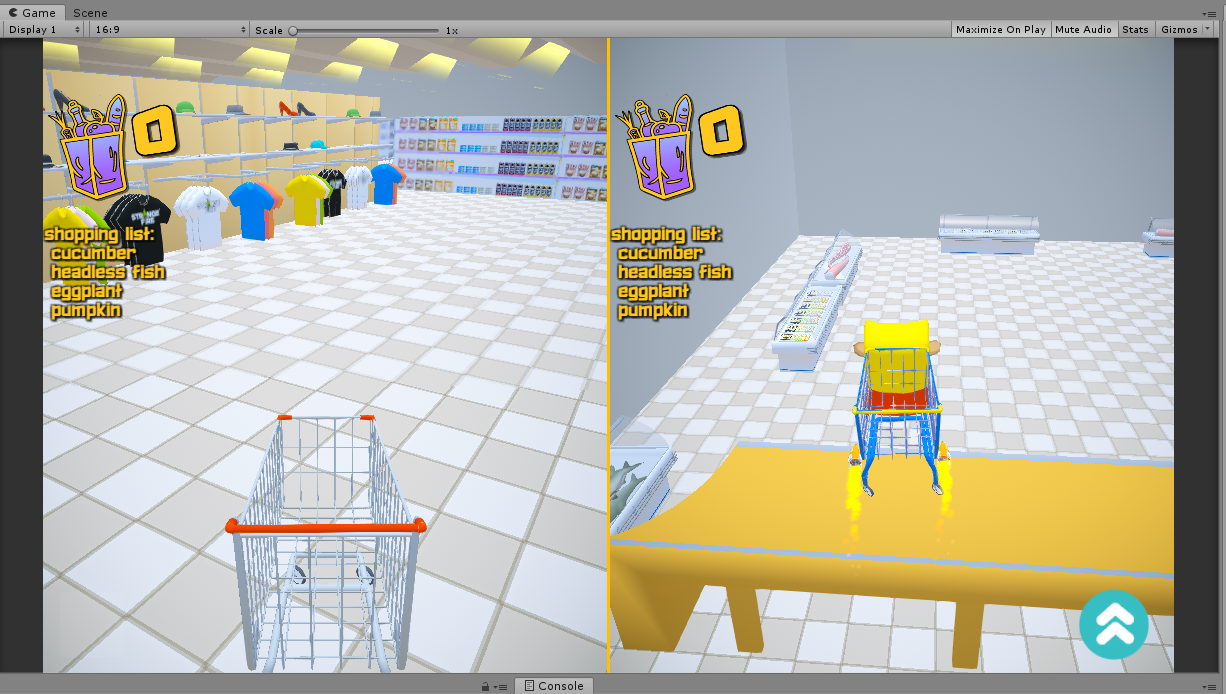 Game Scene
Display 1 16:9 Scale 1x Maximize On Play Mute Audio Stats Gizmos
0
shopping list:
cucumber
headless fish
eggplant
pumpkin
0
shopping list:
cucumber
headless fish
eggplant
pumpkin
Console